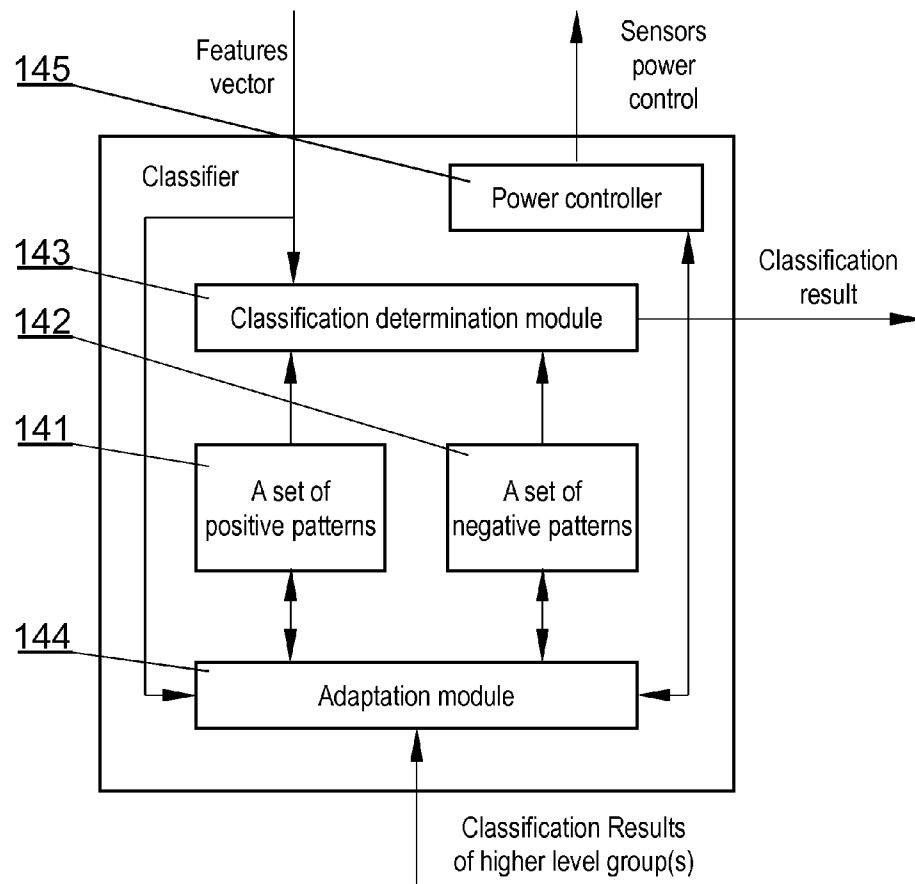 Features
vector
Sensors
power
control
145
Classifier
Power controller
143
Classification determination module
Classification
result
142
141
A set of
positive patterns
A set of
negative patterns
144
Adaptation module
Classification Results
of higher level group(s)